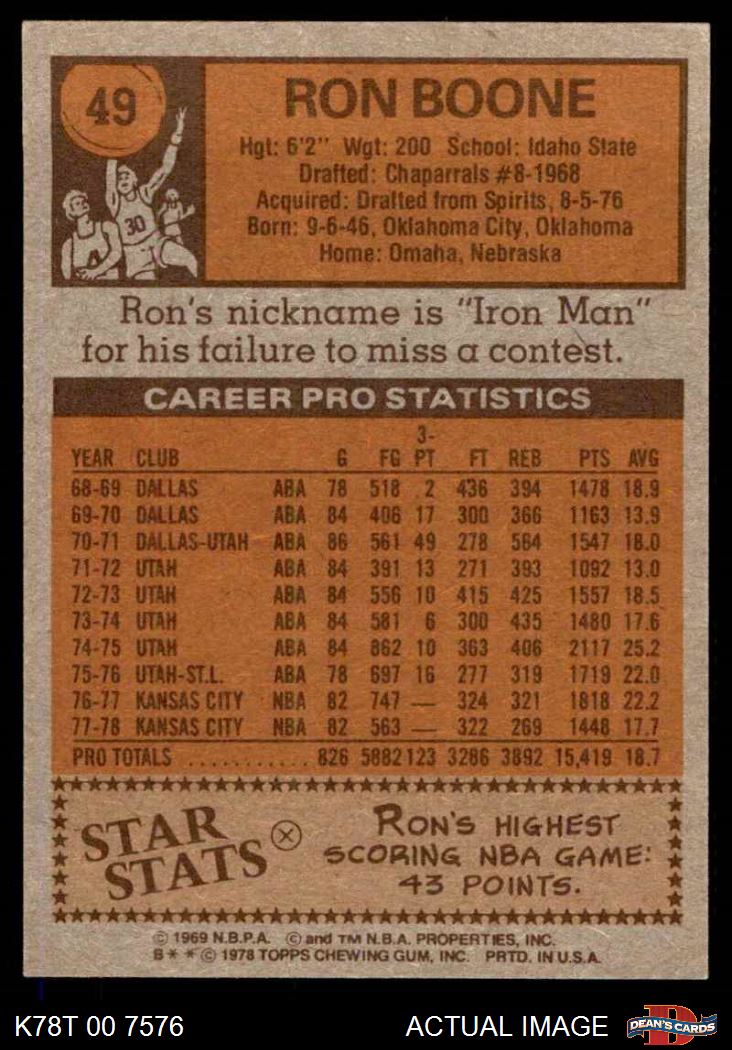 49
RON BOONE
Hgt: 6'2" Wgt: 200 School: Idaho State
Drafted: Chaparrals #8-1968
Acquired: Drafted from Spirits, 8-5-76
Born: 9-6-46, Oklahoma City, Oklahoma
Home: Omaha, Nebraska
30
4
Ron's nickname is "Iron Man"
for his failure to miss a contest.
CAREER PRO STATISTICS
YEAR CLUB G FG 3-PT FT REB PTS AVG
68-69 DALLAS ABA 78 518 2 436 394 1478 18.9
69-70 DALLAS ABA 84 406 17 300 366 1163 13.9
70-71 DALLAS-UTAH ABA 86 561 49 278 564 1547 18.0
71-72 UTAH ABA 84 391 13 271 393 1092 13.0
72-73 UTAH ABA 84 556 10 415 425 1557 18.5
73-74 UTAH ABA 84 581 6 300 435 1480 17.6
74-75 UTAH ABA 84 862 10 363 406 2117 25.2
75-76 UTAH-ST.L. ABA 78 697 16 277 319 1719 22.0
76-77 KANSAS CITY NBA 82 747 — 324 321 1818 22.2
77-78 KANSAS CITY NBA 82 563 — 322 269 1448 17.7
PRO TOTALS ........... 826 5882 123 3286 3892 15,419 18.7
STAR
STATS
RON'S HIGHEST
SCORING NBA GAME:
43 POINTS.
© 1969 N.B.P.A. © and TM N.B.A. PROPERTIES, INC.
B* * © 1978 TOPPS CHEWING GUM, INC. PRTD. IN U.S.A.
K78T 00 7576 ACTUAL IMAGE DEAN'S CARDS